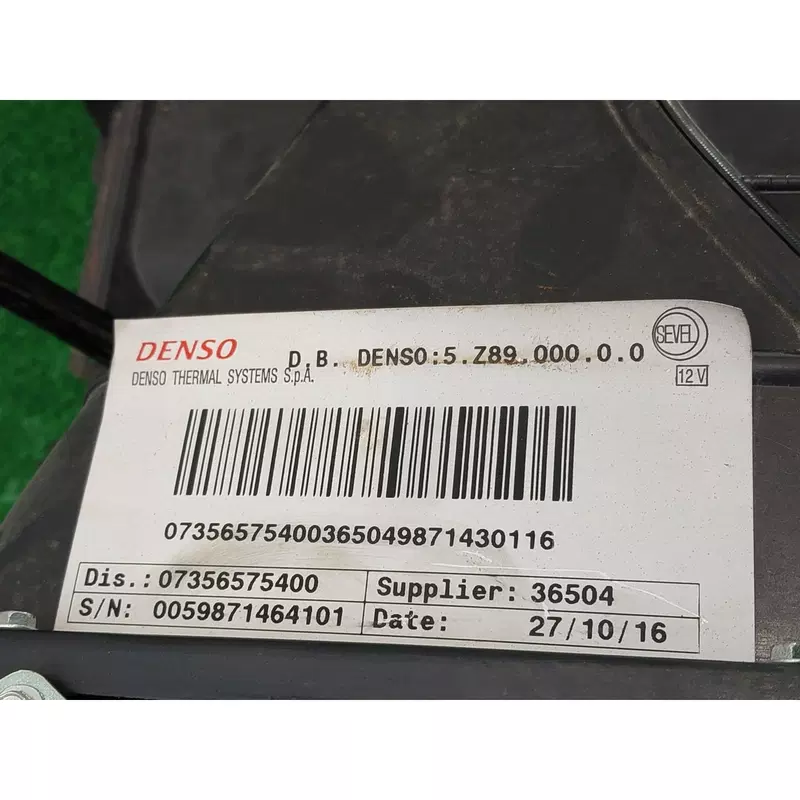 DENSO
D.B. DENSO:5.Z89.000.0.0
SEVEL
DENSO THERMAL SYSTEMS S.p.A.
12 V
07356575400365049871430116
Dis.: 07356575400
Supplier: 36504
S/N: 0059871464101
Date: 27/10/16